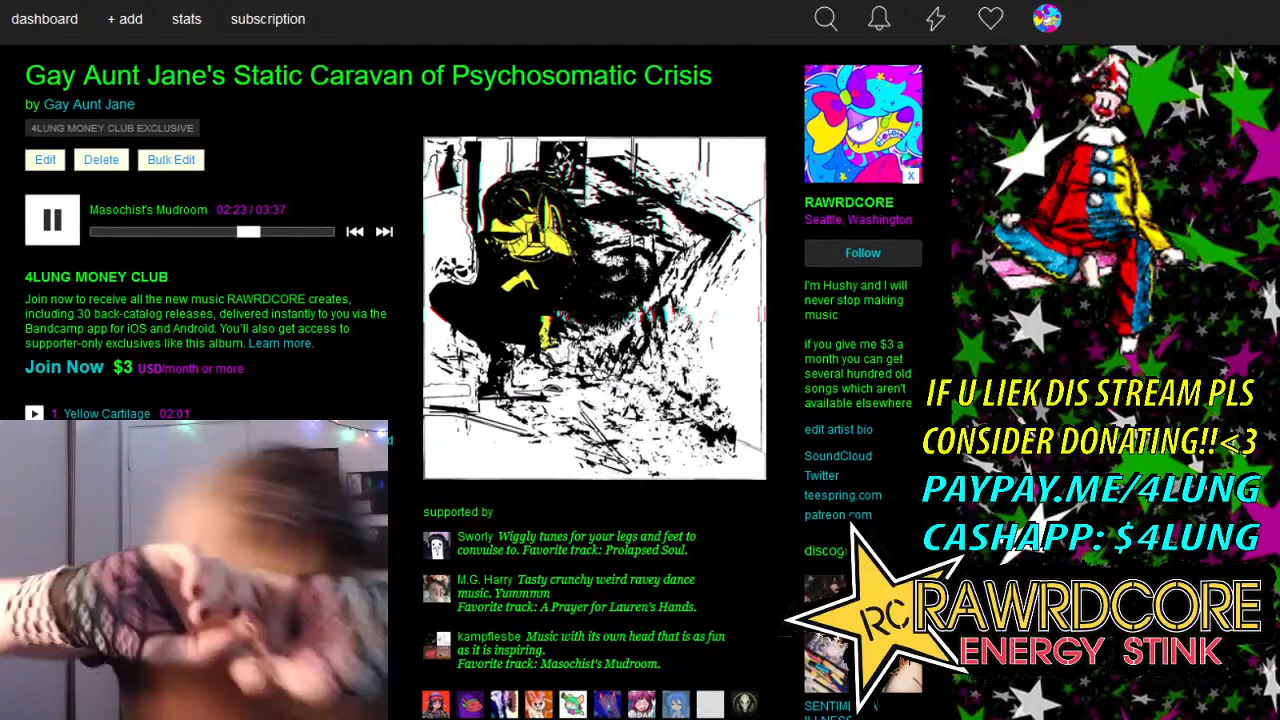 dashboard
+ add
stats
subscription
Gay Aunt Jane's Static Caravan of Psychosomatic Crisis
by Gay Aunt Jane
4LUNG MONEY CLUB EXCLUSIVE
Edit
Delete
Bulk Edit
Masochist's Mudroom 02:23 / 03:37
4LUNG MONEY CLUB
Join now to receive all the new music RAWRDCORE creates,
including 30 back-catalog releases, delivered instantly to you via the
Bandcamp app for iOS and Android. You'll also get access to
supporter-only exclusives like this album. Learn more.
Join Now $3 USD/month or more
1. Yellow Cartilage 02:01
supported by
Sworly Wiggly tunes for your legs and feet to
convulse to. Favorite track: Prolapsed Soul.
M.G. Harry Tasty crunchy weird ravey dance
music. Yummmm
Favorite track: A Prayer for Lauren's Hands.
kampflesbe Music with its own head that is as fun
as it is inspiring.
Favorite track: Masochist's Mudroom.
X
RAWRDCORE
Seattle, Washington
Follow
I'm Hushy and I will
never stop making
music
if you give me $3 a
month you can get
several hundred old
songs which aren't
available elsewhere
edit artist bio
SoundCloud
Twitter
teespring.com
patreon.com
discog
IF U LIEK DIS STREAM PLS
CONSIDER DONATING!!<3
PAYPAY.ME/4LUNG
CASHAPP: $4LUNG
RC
RAWRDCORE
ENERGY STINK